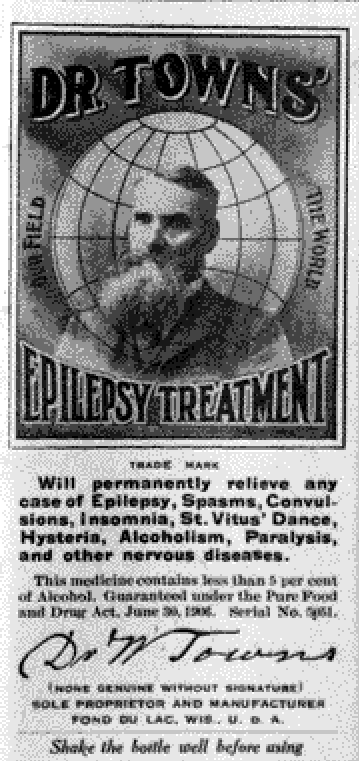 DR. TOWNS'
OUR FIELD
THE WORLD
EPILEPSY TREATMENT
TRADE MARK
Will permanently relieve any
case of Epilepsy, Spasms, Convul-
sions, Insomnia, St. Vitus' Dance,
Hysteria, Alcoholism, Paralysis,
and other nervous diseases.
This medicine contains less than 5 per cent
of Alcohol. Guaranteed under the Pure Food
and Drug Act, June 30, 1906. Serial No.
Dr W Towns
(NONE GENUINE WITHOUT SIGNATURE)
SOLE PROPRIETOR AND MANUFACTURER
FOND DU LAC, WIS., U. S. A.
Shake the bottle well before using